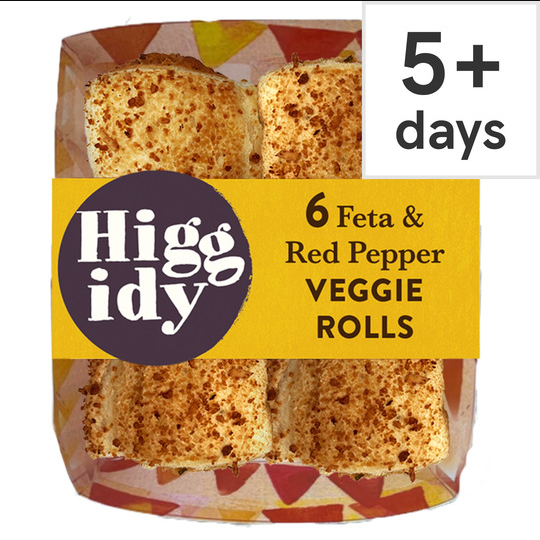 5+
days
Higg
idy
6 Feta &
Red Pepper
VEGGIE
ROLLS